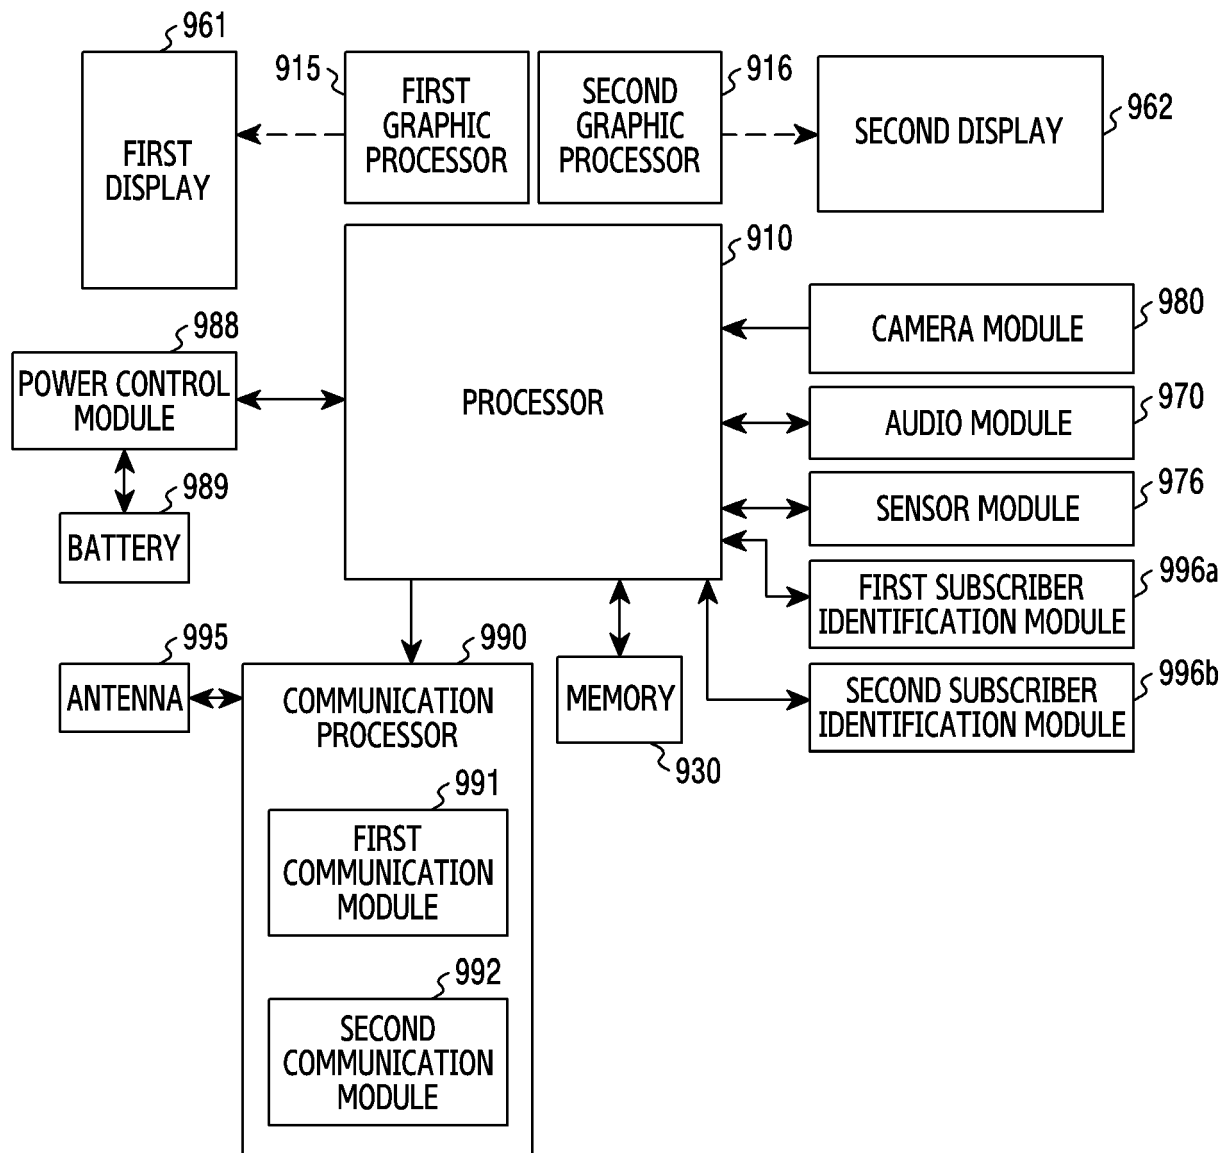 961
915
916
962
FIRST
DISPLAY
FIRST
GRAPHIC
PROCESSOR
SECOND
GRAPHIC
PROCESSOR
SECOND DISPLAY
910
PROCESSOR
988
POWER CONTROL
MODULE
989
BATTERY
980
CAMERA MODULE
970
AUDIO MODULE
976
SENSOR MODULE
996a
FIRST SUBSCRIBER
IDENTIFICATION MODULE
996b
SECOND SUBSCRIBER
IDENTIFICATION MODULE
995
ANTENNA
990
COMMUNICATION
PROCESSOR
MEMORY
930
991
FIRST
COMMUNICATION
MODULE
992
SECOND
COMMUNICATION
MODULE